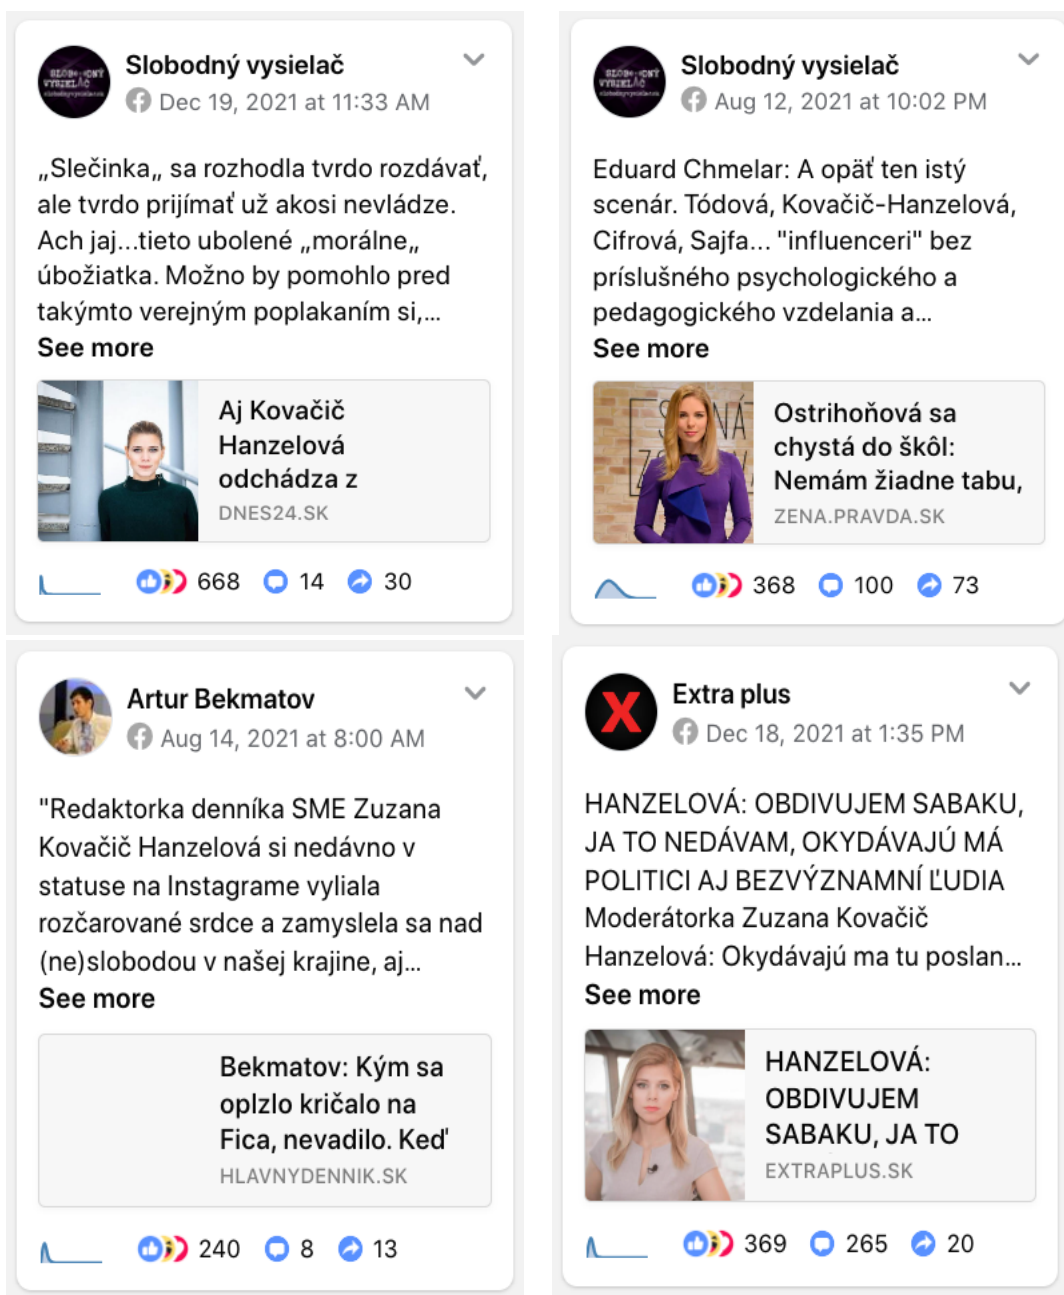 Slobodný vysielač
Dec 19, 2021 at 11:33 AM
„Slečinka„ sa rozhodla tvrdo rozdávať,
ale tvrdo prijímať už akosi nevládze.
Ach jaj...tieto ubolené „morálne„
úbožiatka. Možno by pomohlo pred
takýmto verejným poplakaním si,...
See more
Aj Kovačič
Hanzelová
odchádza z
DNES24.SK
668 14 30
Slobodný vysielač
Aug 12, 2021 at 10:02 PM
Eduard Chmelar: A opäť ten istý
scenár. Tódová, Kovačič-Hanzelová,
Cifrová, Sajfa... "influenceri" bez
príslušného psychologického a
pedagogického vzdelania a...
See more
Ostrihoňová sa
chystá do škôl:
Nemám žiadne tabu,
ZENA.PRAVDA.SK
368 100 73
Artur Bekmatov
Aug 14, 2021 at 8:00 AM
"Redaktorka denníka SME Zuzana
Kovačič Hanzelová si nedávno v
statuse na Instagrame vyliala
rozčarované srdce a zamyslela sa nad
(ne)slobodou v našej krajine, aj...
See more
Bekmatov: Kým sa
oplzlo kričalo na
Fica, nevadilo. Keď
HLAVNYDENNIK.SK
240 8 13
Extra plus
Dec 18, 2021 at 1:35 PM
HANZELOVÁ: OBDIVUJEM SABAKU,
JA TO NEDÁVAM, OKYDÁVAJÚ MÁ
POLITICI AJ BEZVÝZNAMNÍ ĽUDIA
Moderátorka Zuzana Kovačič
Hanzelová: Okydávajú ma tu poslan...
See more
HANZELOVÁ:
OBDIVUJEM
SABAKU, JA TO
EXTRAPLUS.SK
369 265 20